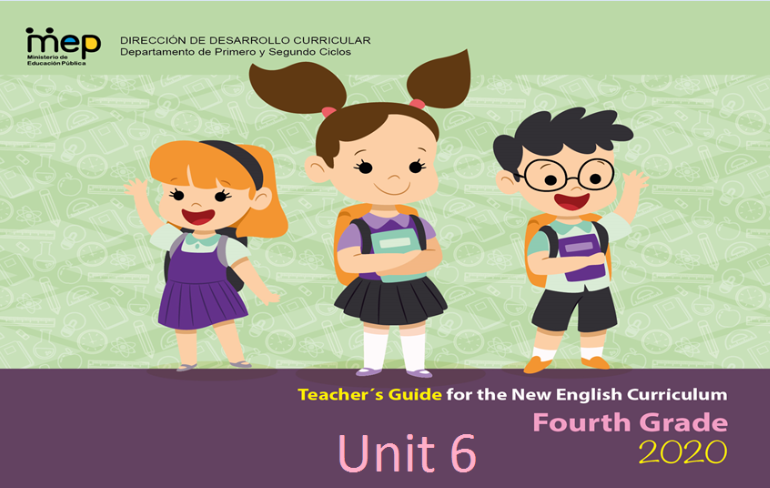 mep
Ministerio de
Educación Pública
DIRECCIÓN DE DESARROLLO CURRICULAR
Departamento de Primero y Segundo Ciclos
Teacher´s Guide for the New English Curriculum
Fourth Grade
2020
Unit 6